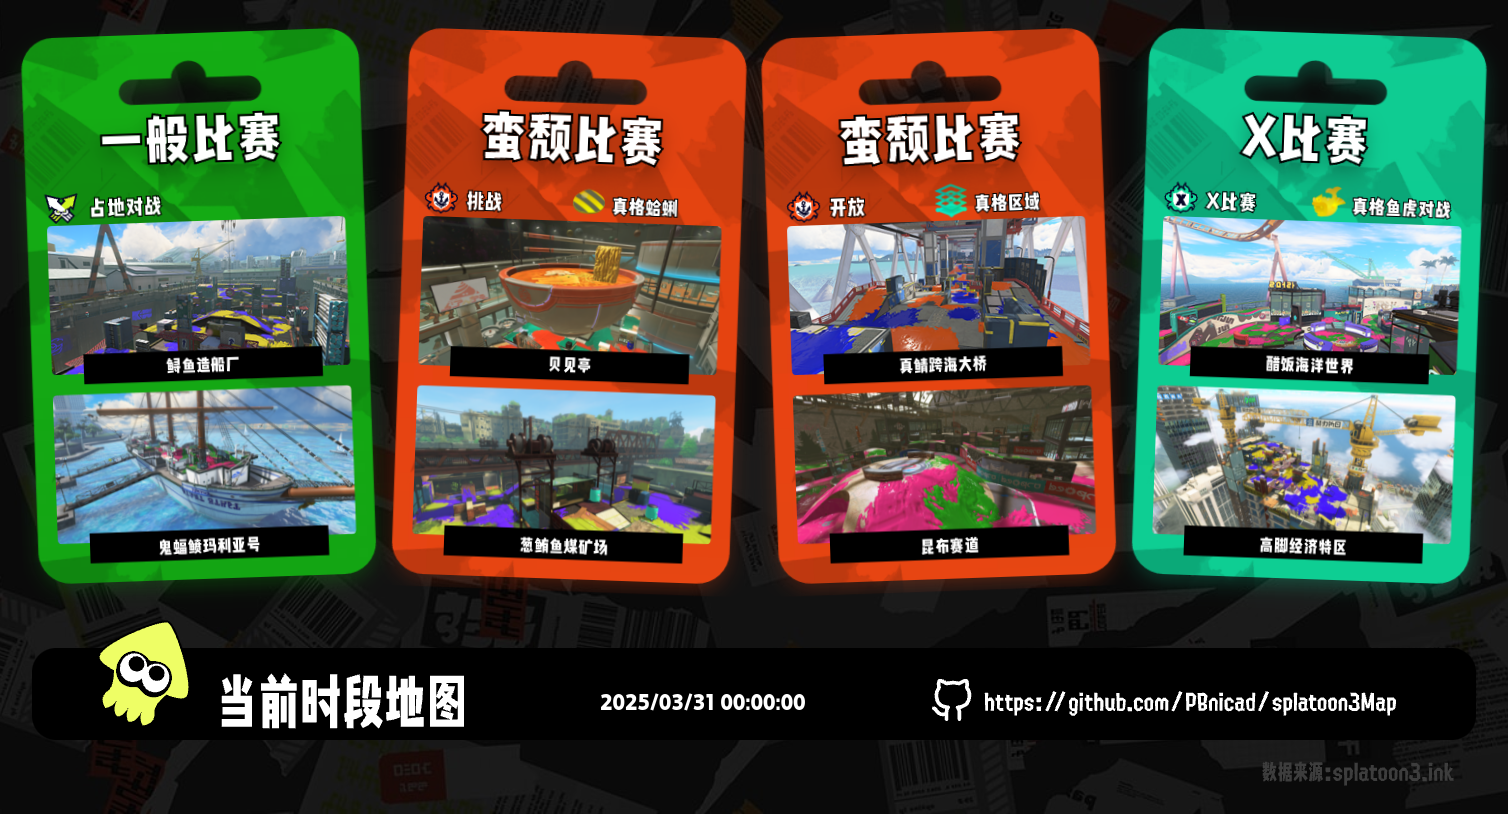 一般比赛
占地对战
鲟鱼造船厂
鬼蝠鲼玛利亚号
蛮颓比赛
挑战
真格蛤蜊
贝见亭
葱鲔鱼煤矿场
蛮颓比赛
开放
真格区域
真鲭跨海大桥
昆布赛道
X比赛
X比赛
真格鱼虎对战
醋饭海洋世界
高脚经济特区
当前时段地图
2025/03/31 00:00:00
https://github.com/PBnicad/splatoon3Map
数据来源:splatoon3.ink